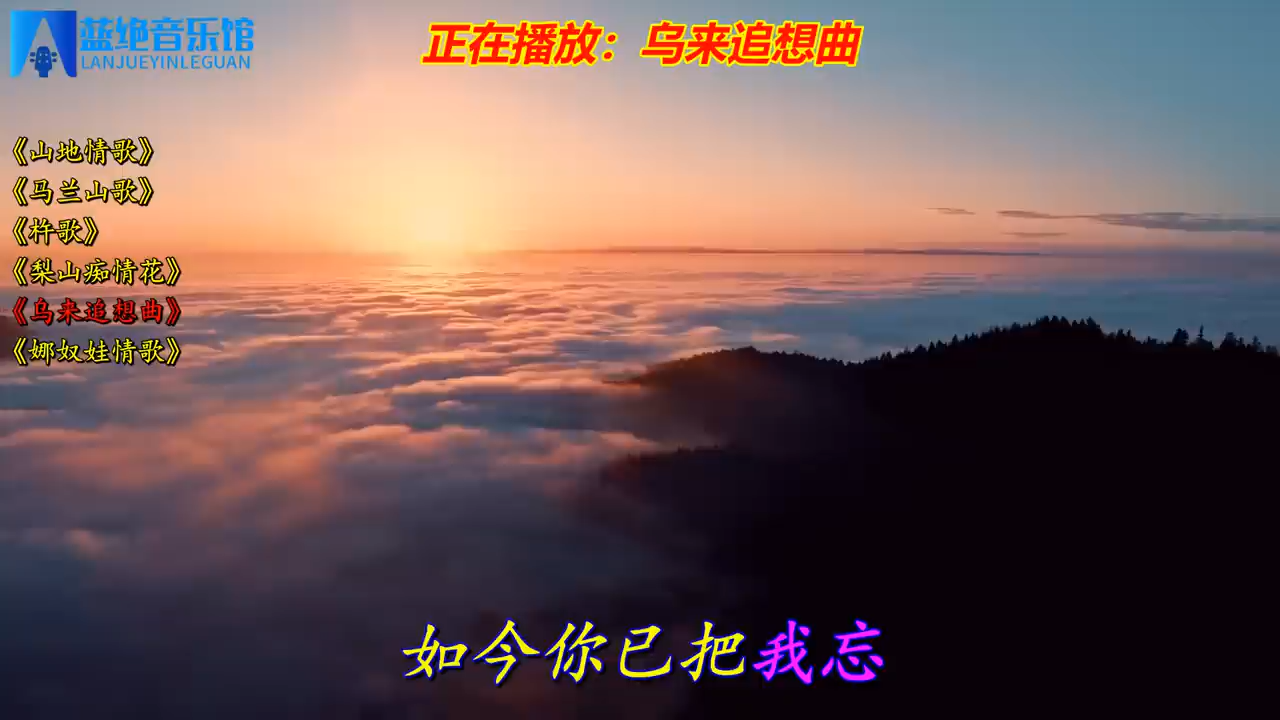 蓝绝音乐馆
LANJUEYINLEGUAN
正在播放：乌来追想曲
《山地情歌》
《马兰山歌》
《杵歌》
《梨山痴情花》
《乌来追想曲》
《娜奴娃情歌》
如今你已把我忘